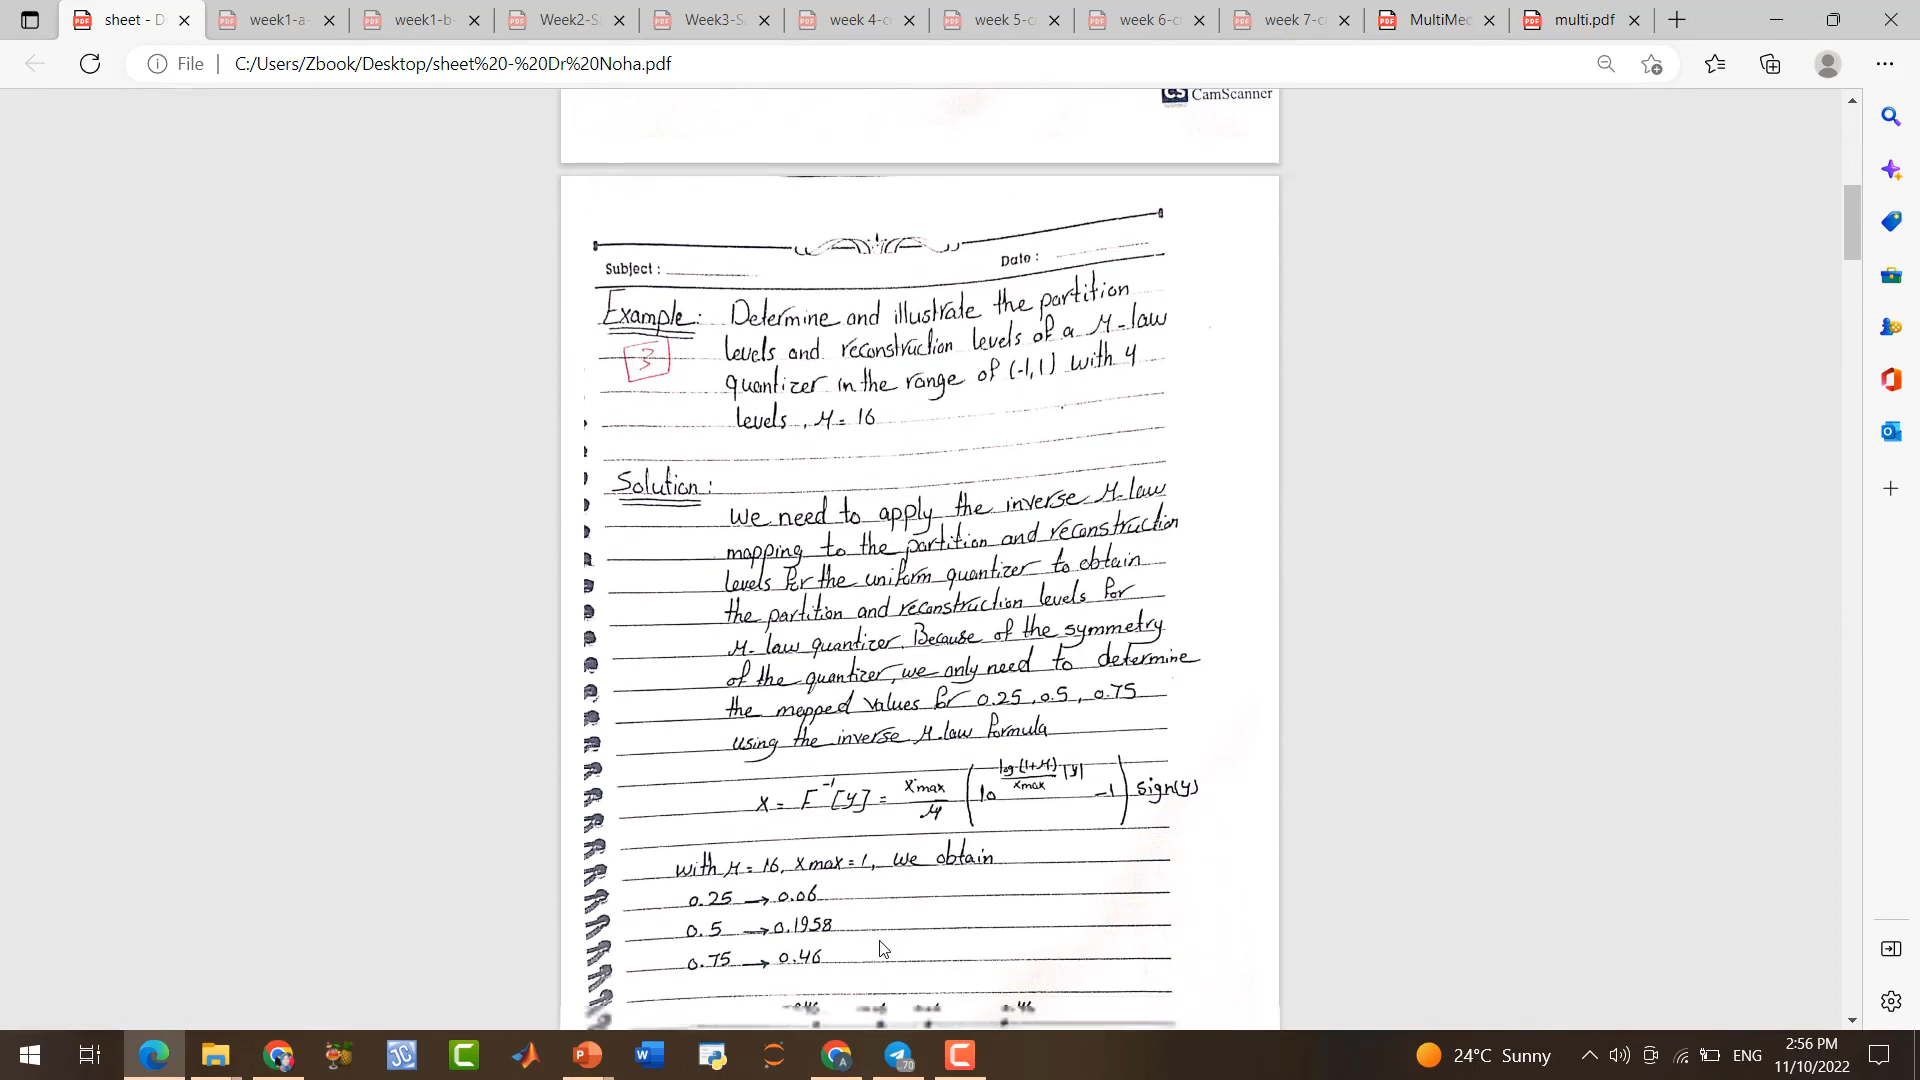 sheet - D
week1-a-
week1-b-
Week2-S
Week3-S
week 4-c
week 5-c
week 6-c
week 7-c
MultiMed
multi.pdf
File
C:/Users/Zbook/Desktop/sheet%20-%20Dr%20Noha.pdf
CS CamScanner
Subject :
Date :
Example: Determine and illustrate the partition
levels and reconstruction levels of a M-law
3
quantizer in the range of (-1,1) with 4
levels , M = 16
Solution:
We need to apply the inverse M-law
mapping to the partition and reconstruction
levels for the uniform quantizer to obtain
the partition and reconstruction levels for
M-law quantizer. Because of the symmetry
of the quantizer, we only need to determine
the mapped values for 0.25, 0.5, 0.75
using the inverse M-law formula
X = F⁻¹[y] = Xmax/M (10^(log(1+M)/Xmax |y|) -1) sign(y)
with M = 16, Xmax = 1, we obtain
0.25 → 0.06
0.5 → 0.1958
0.75 → 0.46
-0.46
0.46
24°C Sunny
ENG
2:56 PM
11/10/2022
70